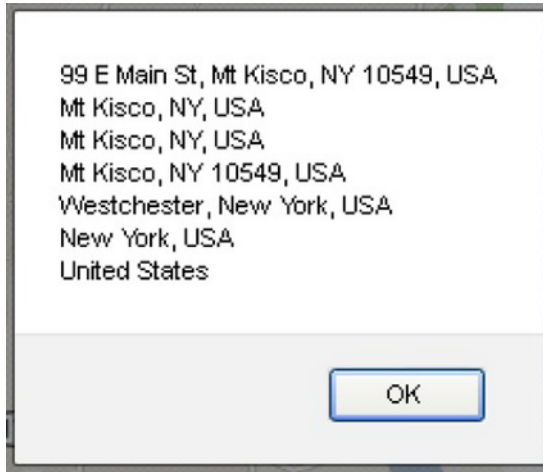 99 E Main St, Mt Kisco, NY 10549, USA
Mt Kisco, NY, USA
Mt Kisco, NY, USA
Mt Kisco, NY 10549, USA
Westchester, New York, USA
New York, USA
United States
OK